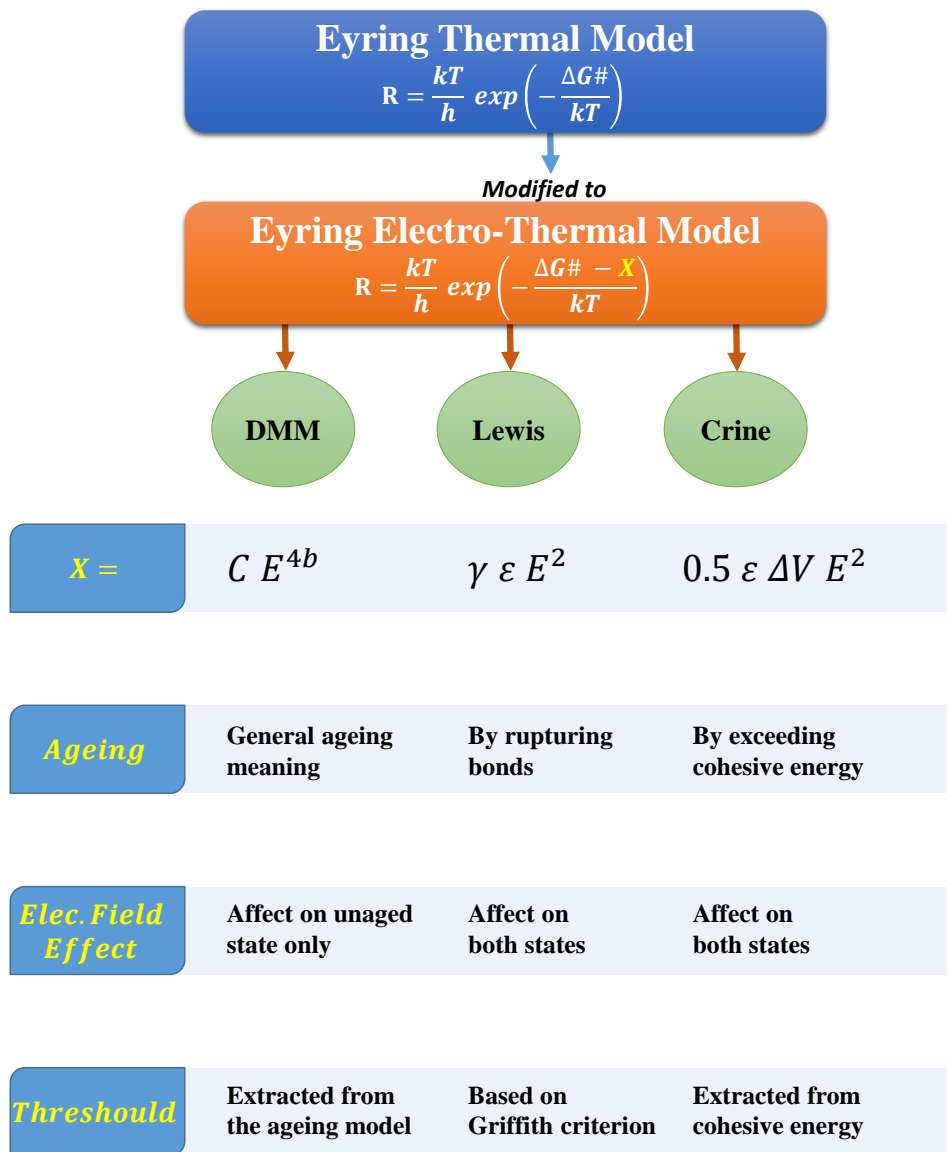 Eyring Thermal Model
R = kT/h exp(−ΔG#/kT)
Modified to
Eyring Electro-Thermal Model
R = kT/h exp(−(ΔG# − X)/kT)
DMM Lewis Crine
X = C E^{4b} γ ε E² 0.5 ε ΔV E²
Ageing
General ageing
meaning
By rupturing
bonds
By exceeding
cohesive energy
Elec. Field
Effect
Affect on unaged
state only
Affect on
both states
Affect on
both states
Threshould
Extracted from
the ageing model
Based on
Griffith criterion
Extracted from
cohesive energy